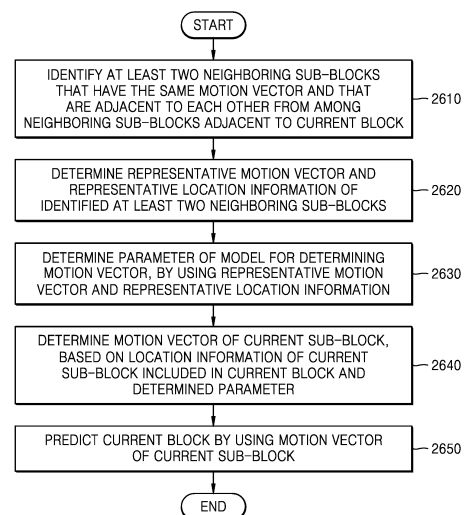 START
IDENTIFY AT LEAST TWO NEIGHBORING SUB-BLOCKS
THAT HAVE THE SAME MOTION VECTOR AND THAT
ARE ADJACENT TO EACH OTHER FROM AMONG
NEIGHBORING SUB-BLOCKS ADJACENT TO CURRENT BLOCK
2610
DETERMINE REPRESENTATIVE MOTION VECTOR AND
REPRESENTATIVE LOCATION INFORMATION OF
IDENTIFIED AT LEAST TWO NEIGHBORING SUB-BLOCKS
2620
DETERMINE PARAMETER OF MODEL FOR DETERMINING
MOTION VECTOR, BY USING REPRESENTATIVE MOTION
VECTOR AND REPRESENTATIVE LOCATION INFORMATION
2630
DETERMINE MOTION VECTOR OF CURRENT SUB-BLOCK,
BASED ON LOCATION INFORMATION OF CURRENT
SUB-BLOCK INCLUDED IN CURRENT BLOCK AND
DETERMINED PARAMETER
2640
PREDICT CURRENT BLOCK BY USING MOTION VECTOR
OF CURRENT SUB-BLOCK
2650
END